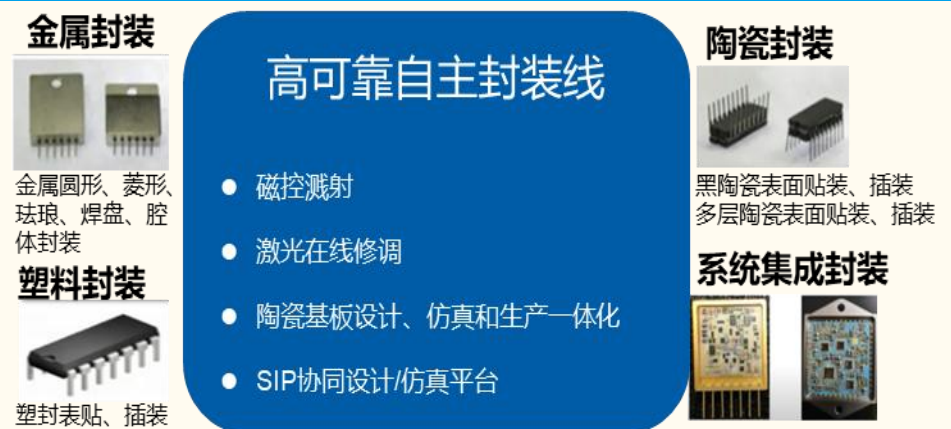 金属封装
金属圆形、菱形、
珐琅、焊盘、腔
体封装
塑料封装
塑封表贴、插装
高可靠自主封装线
● 磁控溅射
● 激光在线修调
● 陶瓷基板设计、仿真和生产一体化
● SIP协同设计/仿真平台
陶瓷封装
黑陶瓷表面贴装、插装
多层陶瓷表面贴装、插装
系统集成封装